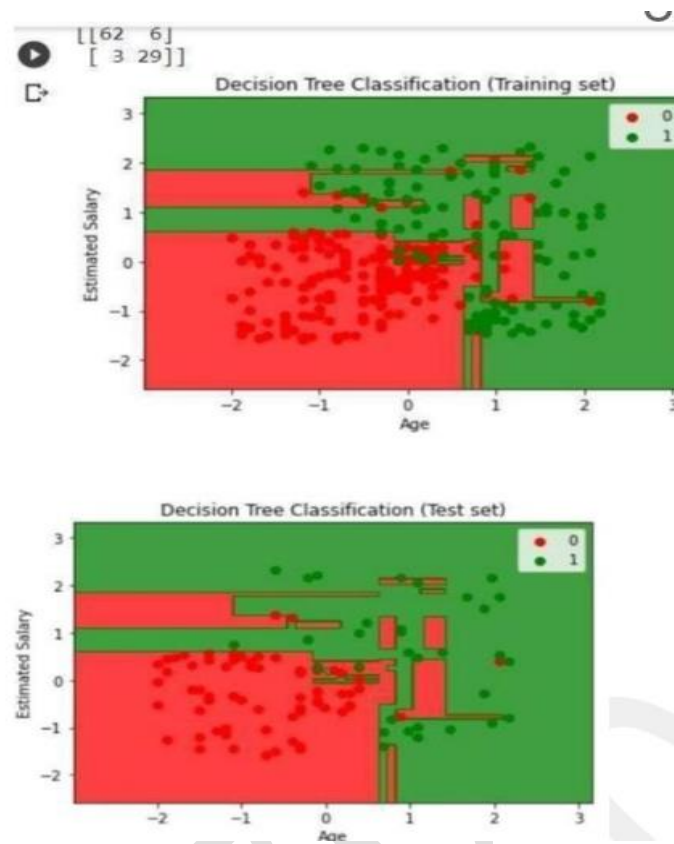 [[62 6]
[ 3 29]]
Decision Tree Classification (Training set)
0
1
3
2
1
0
−1
−2
Estimated Salary
−2 −1 0 1 2 3
Age
Decision Tree Classification (Test set)
0
1
3
2
1
0
−1
−2
Estimated Salary
−2 −1 0 1 2 3
Age